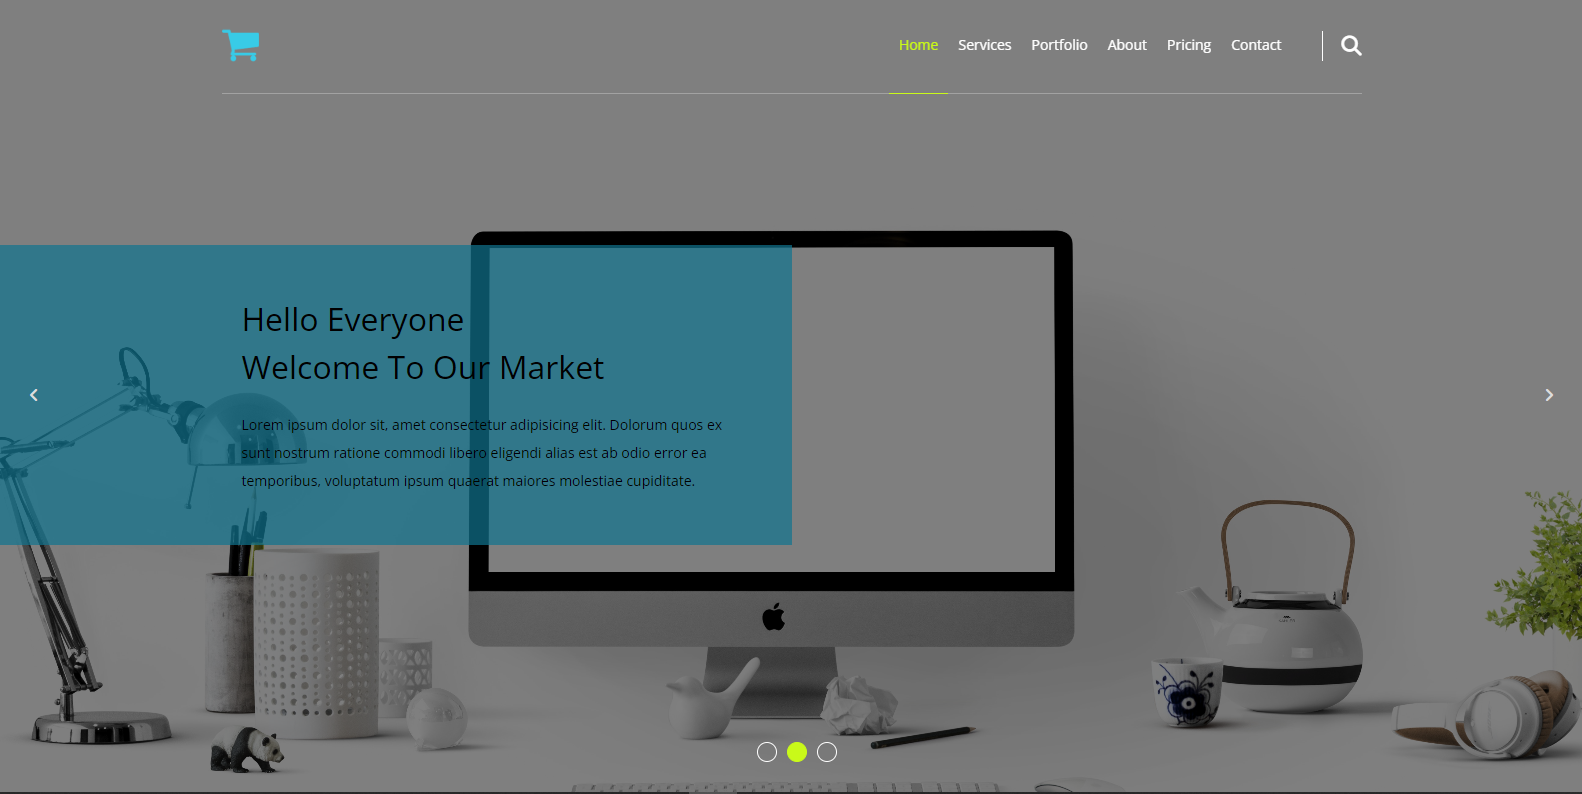 Home Services Portfolio About Pricing Contact
Hello Everyone
Welcome To Our Market
Lorem ipsum dolor sit, amet consectetur adipisicing elit. Dolorum quos ex
sunt nostrum ratione commodi libero eligendi alias est ab odio error ea
temporibus, voluptatum ipsum quaerat maiores molestiae cupiditate.